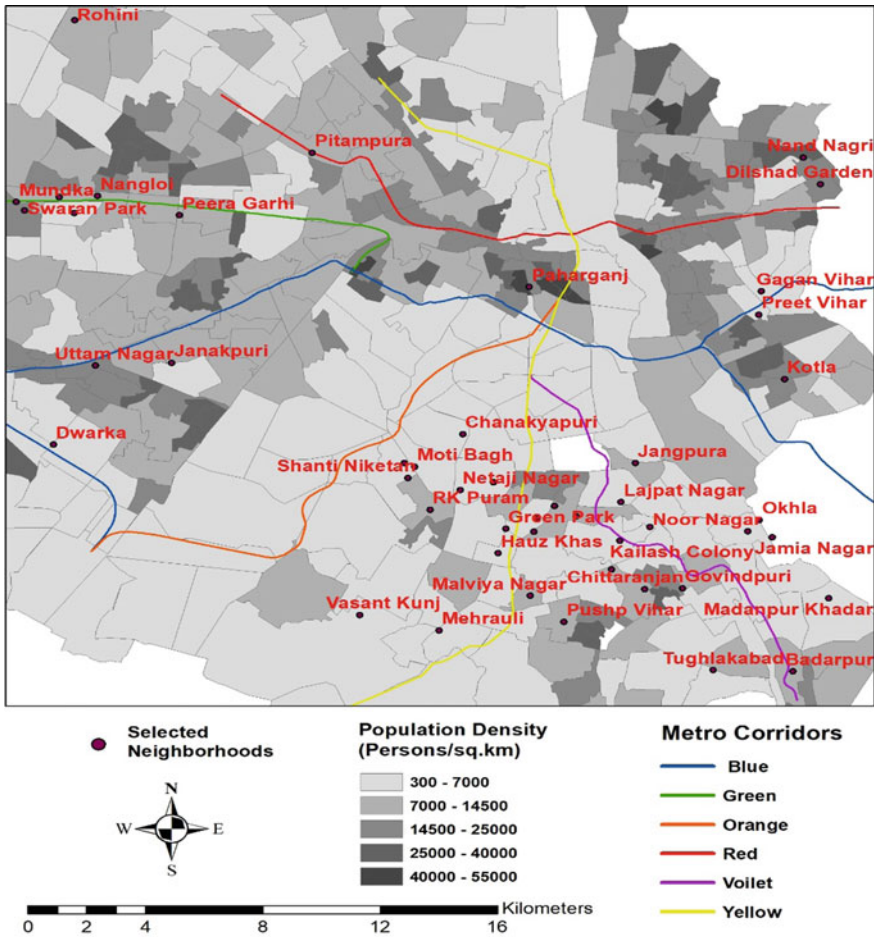 Rohini
Pitampura
Nand Nagri
Dilshad Garden
Mundka
Nangloi
Swaran Park
Peera Garhi
Paharganj
Gagan Vihar
Preet Vihar
Uttam Nagar
Janakpuri
Kotla
Dwarka
Chanakyapuri
Shanti Niketan
Moti Bagh
Jangpura
Netaji Nagar
RK Puram
Lajpat Nagar
Okhla
Green Park
Noor Nagar
Hauz Khas
Kailash Colony
Jamia Nagar
Malviya Nagar
Chittaranjan
Govindpuri
Vasant Kunj
Mehrauli
Pushp Vihar
Madanpur Khadar
Tughlakabad
Badarpur
Selected
Neighborhoods
N
W
E
S
Population Density
(Persons/sq.km)
300 - 7000
7000 - 14500
14500 - 25000
25000 - 40000
40000 - 55000
Metro Corridors
Blue
Green
Orange
Red
Voilet
Yellow
Kilometers
0 2 4 8 12 16